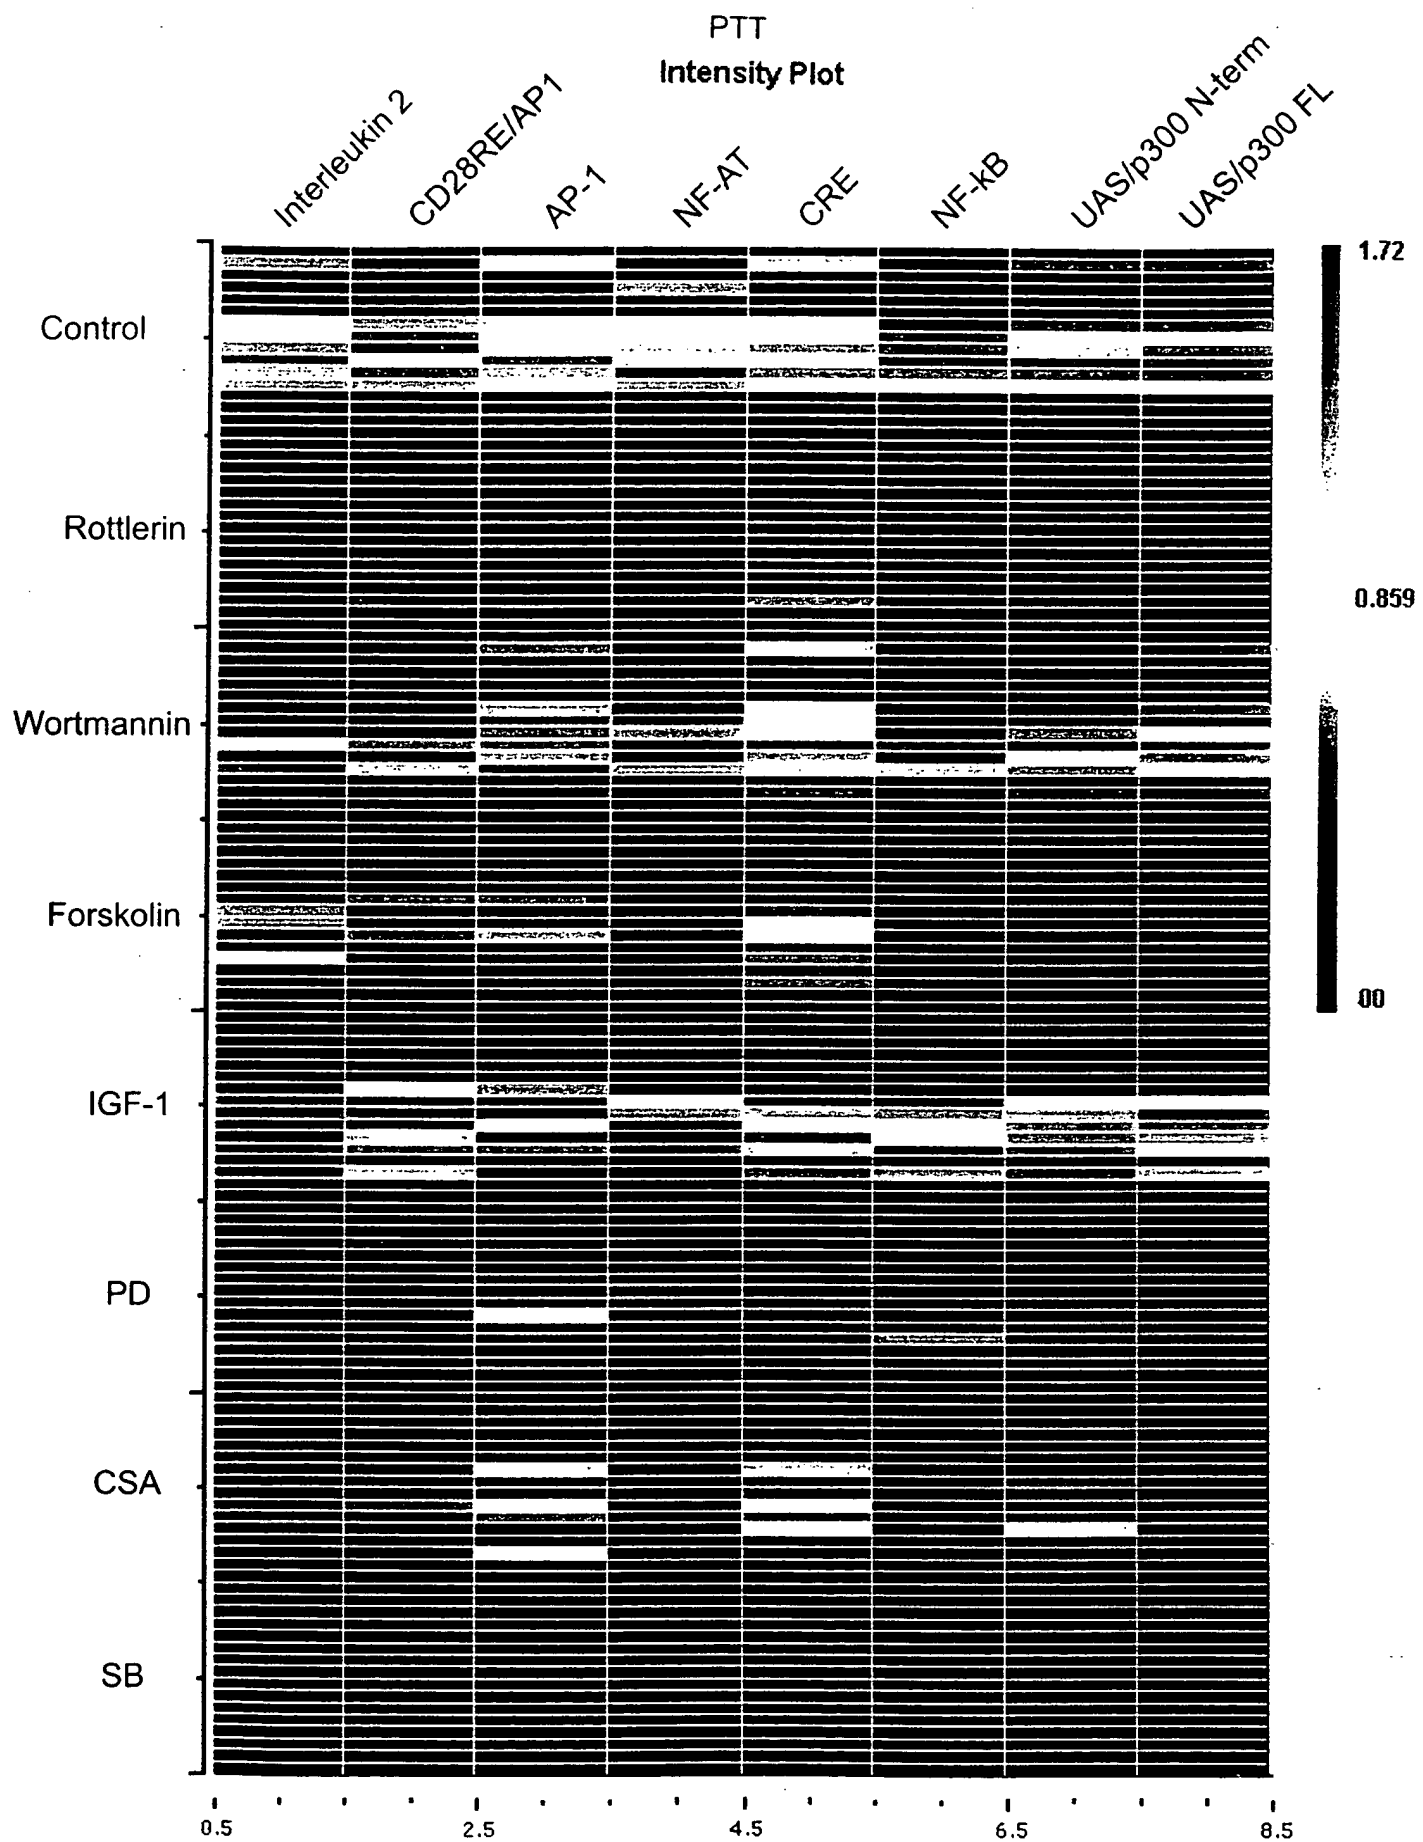 PTT
Intensity Plot
Interleukin 2
CD28RE/AP1
AP-1
NF-AT
CRE
NF-kB
UAS/p300 N-term
UAS/p300 FL
1.72
Control
Rottlerin
0.859
Wortmannin
Forskolin
00
IGF-1
PD
CSA
SB
0.5 2.5 4.5 6.5 8.5